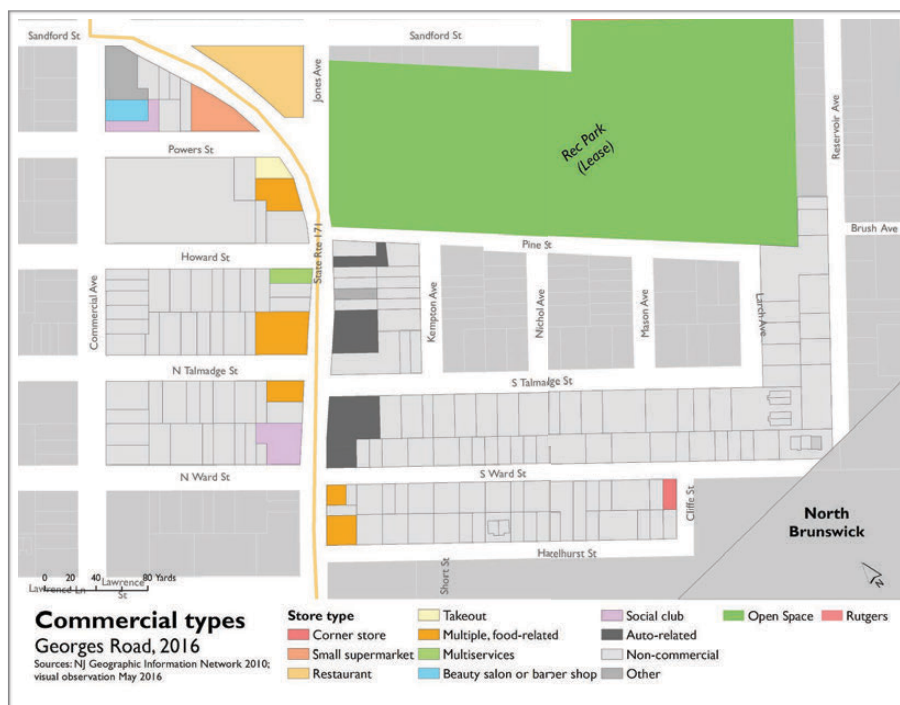 Sandford St
Sandford St
Jones Ave
Reservoir Ave
Rec Park
(Lease)
Powers St
State Rte 171
Brush Ave
Pine St
Howard St
Commercial Ave
Kempton Ave
Nichol Ave
Mason Ave
Larch Ave
N Talmadge St
S Talmadge St
N Ward St
S Ward St
Cliffe St
North
Brunswick
Hazelhurst St
Short St
0 20 40 80 Yards
Lawrence Ln
Lawrence
St
N
Commercial types
Georges Road, 2016
Sources: NJ Geographic Information Network 2010;
visual observation May 2016
Store type
Corner store
Small supermarket
Restaurant
Takeout
Multiple, food-related
Multiservices
Beauty salon or barber shop
Social club
Auto-related
Non-commercial
Other
Open Space
Rutgers